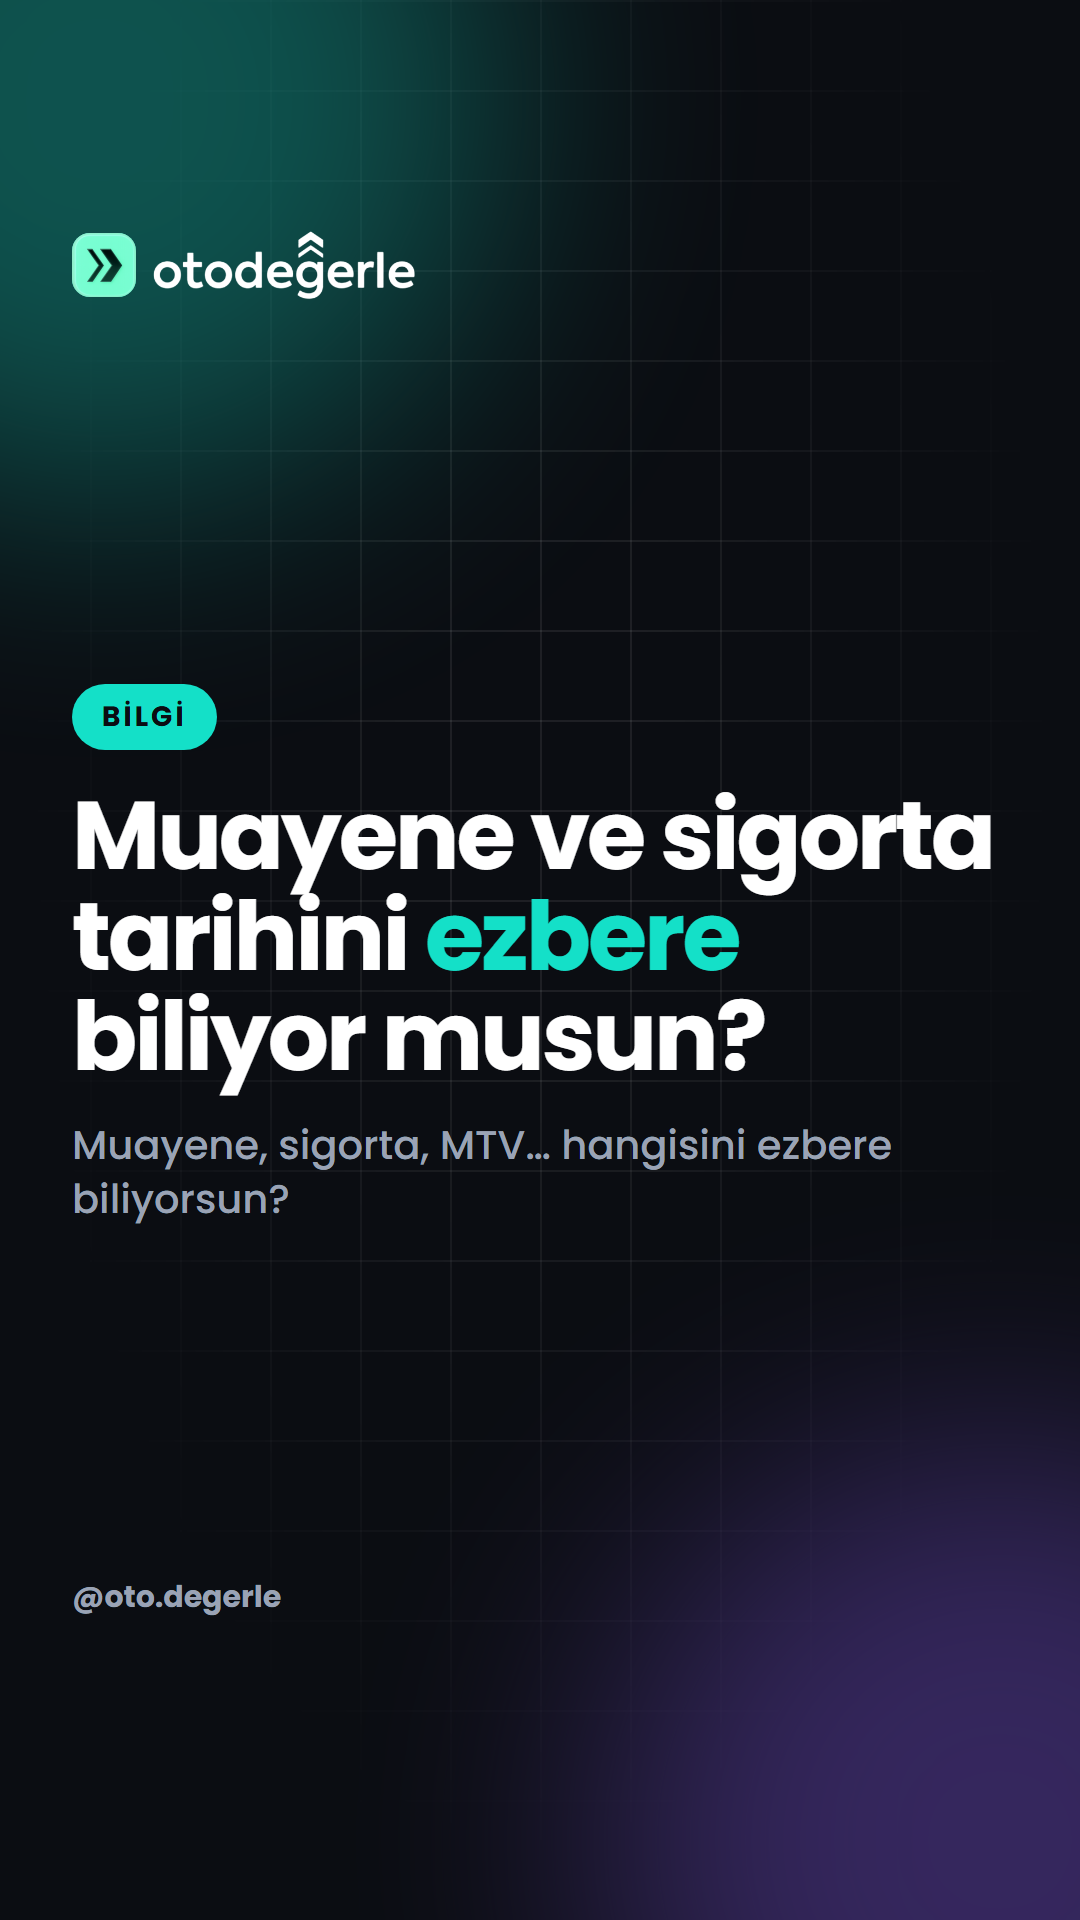 otodeğerle
BİLGİ
Muayene ve sigorta
tarihini ezbere
biliyor musun?
Muayene, sigorta, MTV... hangisini ezbere
biliyorsun?
@oto.degerle